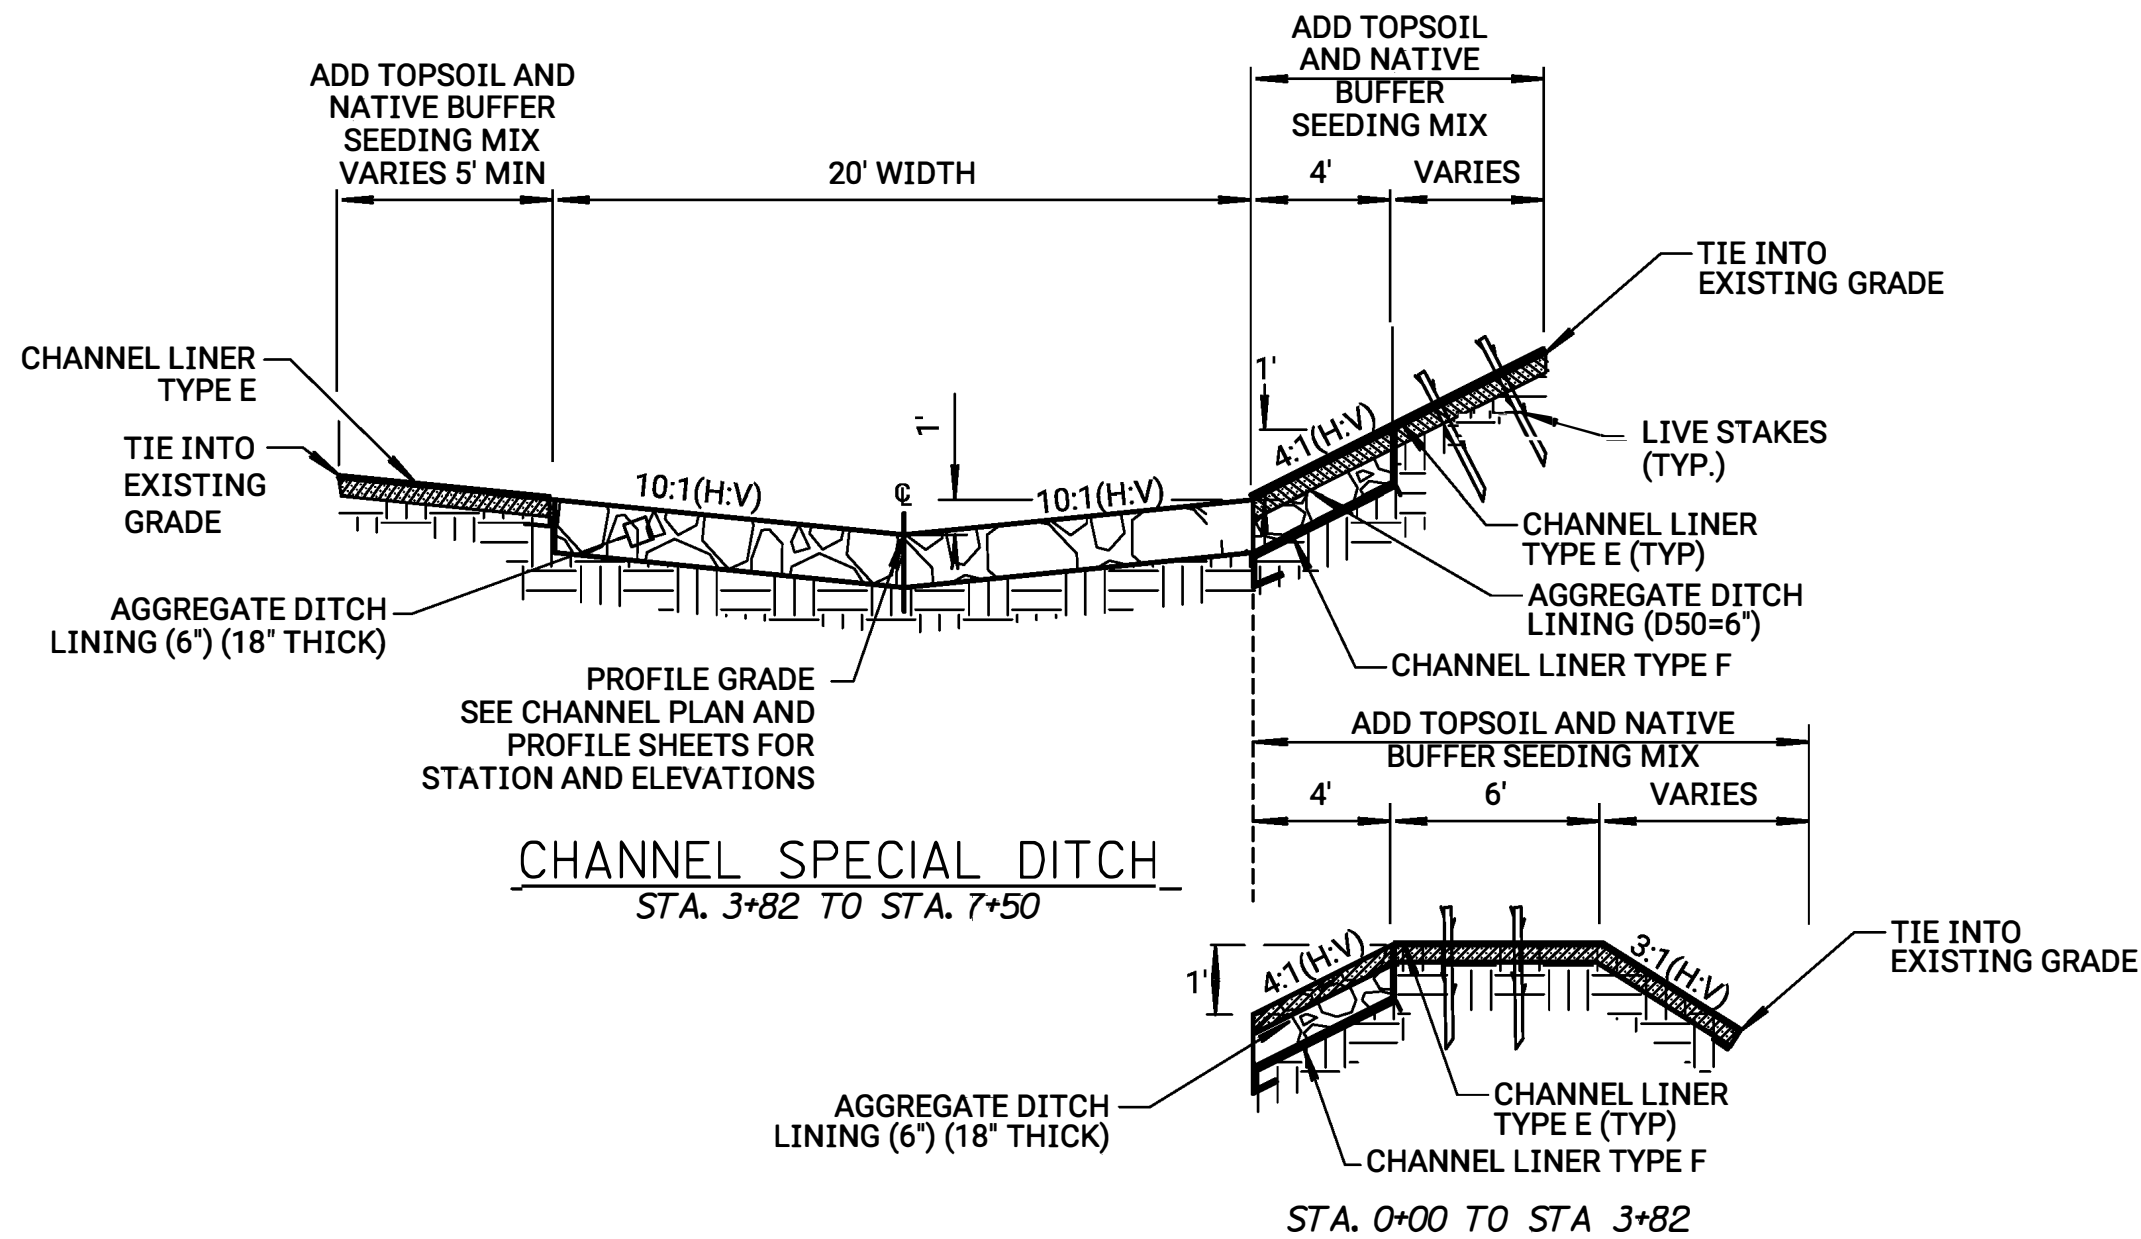 ADD TOPSOIL AND
NATIVE BUFFER
SEEDING MIX
VARIES 5' MIN
20' WIDTH
ADD TOPSOIL
AND NATIVE
BUFFER
SEEDING MIX
4'
VARIES
TIE INTO
EXISTING GRADE
CHANNEL LINER
TYPE E
TIE INTO
EXISTING
GRADE
10:1(H:V)
℄
1'
10:1(H:V)
1'
4:1(H:V)
LIVE STAKES
(TYP.)
CHANNEL LINER
TYPE E (TYP)
AGGREGATE DITCH
LINING (D50=6")
CHANNEL LINER TYPE F
AGGREGATE DITCH
LINING (6") (18" THICK)
PROFILE GRADE
SEE CHANNEL PLAN AND
PROFILE SHEETS FOR
STATION AND ELEVATIONS
CHANNEL SPECIAL DITCH
STA. 3+82 TO STA. 7+50
ADD TOPSOIL AND NATIVE
BUFFER SEEDING MIX
4'
6'
VARIES
1'
4:1(H:V)
3:1(H:V)
TIE INTO
EXISTING GRADE
AGGREGATE DITCH
LINING (6") (18" THICK)
CHANNEL LINER
TYPE E (TYP)
CHANNEL LINER TYPE F
STA. 0+00 TO STA 3+82